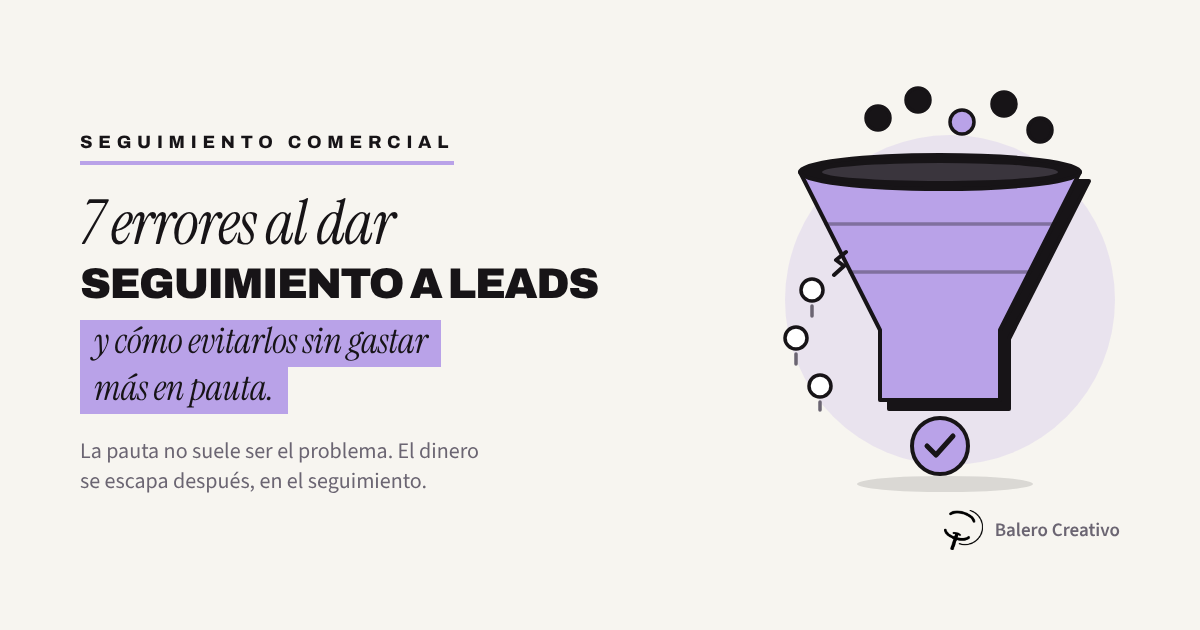 SEGUIMIENTO COMERCIAL
7 errores al dar
SEGUIMIENTO A LEADS
y cómo evitarlos sin gastar
más en pauta.
La pauta no suele ser el problema. El dinero
se escapa después, en el seguimiento.
Balero Creativo